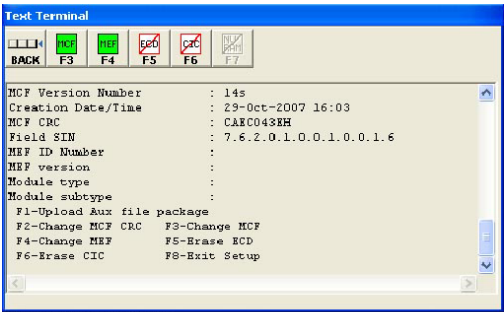 Text Terminal
MCF MEF ECD CIC NV/RAM
BACK F3 F4 F5 F6 F7
MCF Version Number : 14s
Creation Date/Time : 29-Oct-2007 16:03
MCF CRC : CAEC043EH
Field SIN : 7.6.2.0.1.0.0.1.0.0.1.6
MEF ID Number :
MEF version :
Module type :
Module subtype :
F1-Upload Aux file package
F2-Change MCF CRC F3-Change MCF
F4-Change MEF F5-Erase ECD
F6-Erase CIC F8-Exit Setup